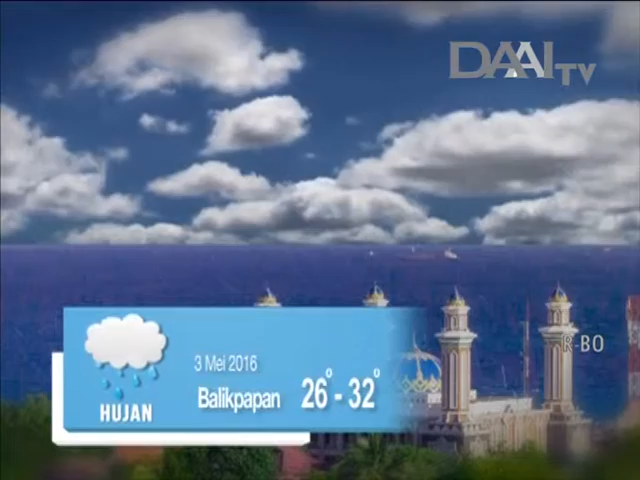 DAAI TV
R-BO
3 Mei 2016
Balikpapan 26° - 32°
HUJAN